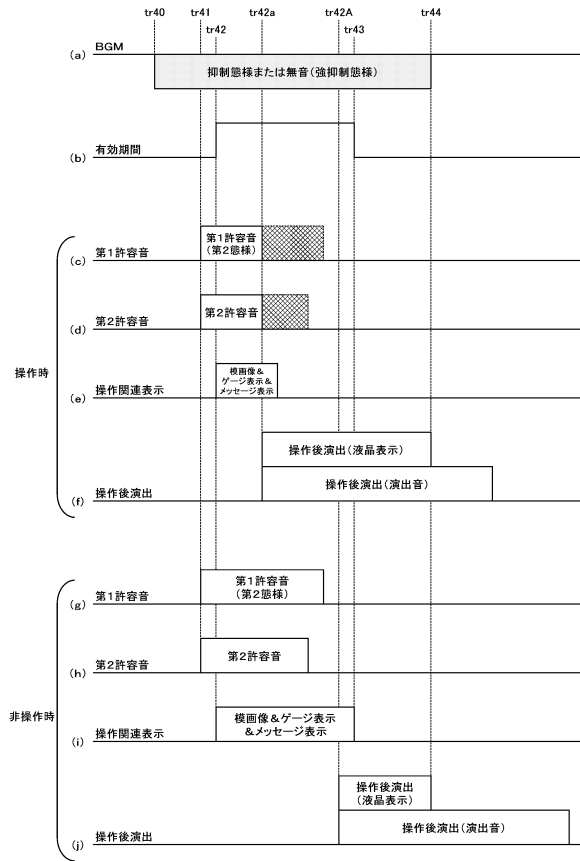 tr40 tr41 tr42a tr42A tr44
tr42 tr43
BGM
(a)
抑制態様または無音(強抑制態様)
有効期間
(b)
第1許容音
(第2態様)
第1許容音
(c)
第2許容音
第2許容音
(d)
操作時
模画像&
ゲージ表示&
メッセージ表示
操作関連表示
(e)
操作後演出(液晶表示)
操作後演出(演出音)
操作後演出
(f)
第1許容音
(第2態様)
第1許容音
(g)
第2許容音
第2許容音
(h)
非操作時
模画像&ゲージ表示
&メッセージ表示
操作関連表示
(i)
操作後演出
(液晶表示)
操作後演出(演出音)
操作後演出
(j)